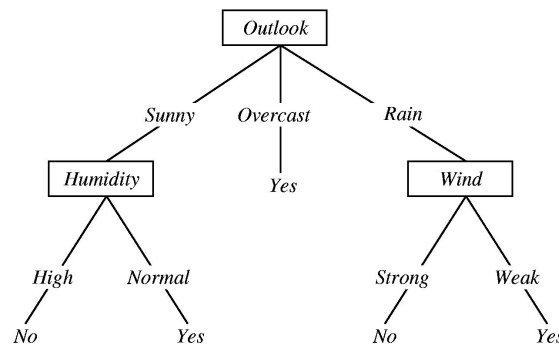 Outlook
Sunny Overcast Rain
Humidity Yes Wind
High Normal Strong Weak
No Yes No Yes